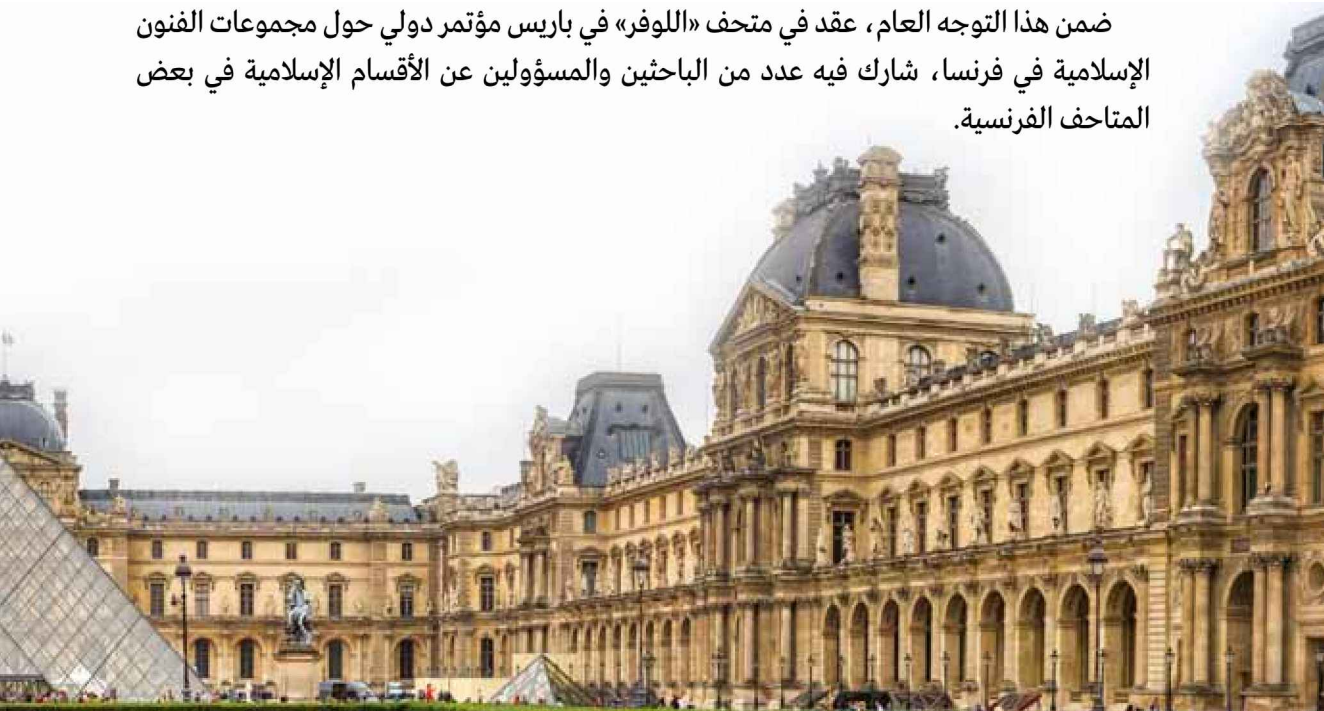 ضمن هذا التوجه العام، عقد في متحف «اللوفر» في باريس مؤتمر دولي حول مجموعات الفنون
الإسلامية في فرنسا، شارك فيه عدد من الباحثين والمسؤولين عن الأقسام الإسلامية في بعض
المتاحف الفرنسية.